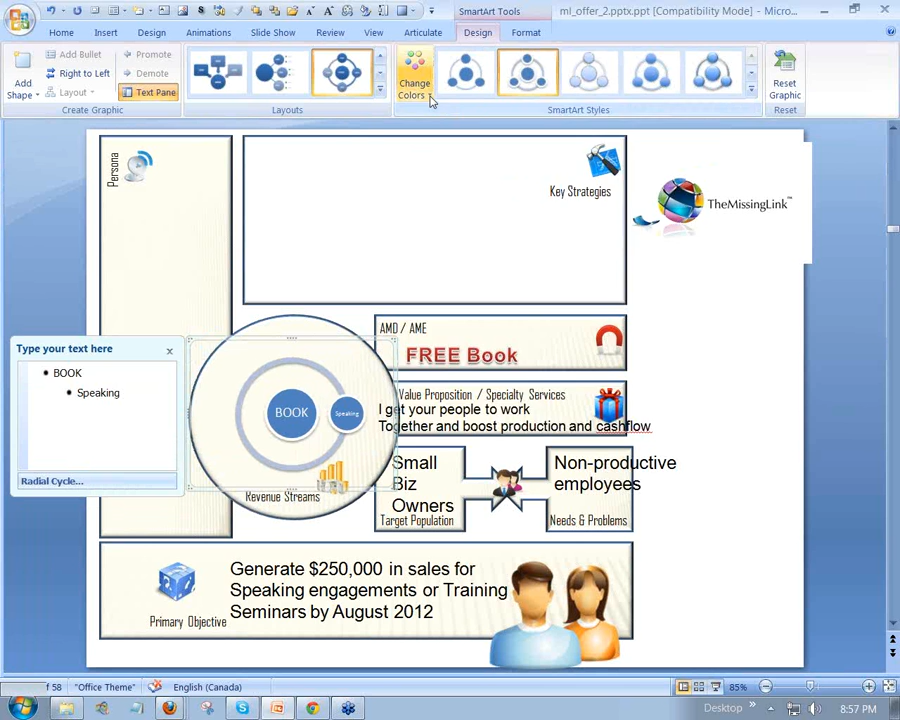 SmartArt Tools
ml_offer_2.pptx.ppt [Compatibility Mode] - Micro...
Home
Insert
Design
Animations
Slide Show
Review
View
Articulate
Design
Format
Add Shape
Add Bullet
Right to Left
Layout
Promote
Demote
Text Pane
Create Graphic
Layouts
Change Colors
SmartArt Styles
Reset Graphic
Reset
Persona
Key Strategies
TheMissingLink™
AMO / AME
FREE Book
Value Proposition / Specialty Services
I get your people to work
Together and boost production and cashflow
Type your text here
x
BOOK
Speaking
Radial Cycle...
BOOK
Speaking
Revenue Streams
Small
Biz
Owners
Target Population
Non-productive
employees
Needs & Problems
Generate $250,000 in sales for
Speaking engagements or Training
Seminars by August 2012
Primary Objective
f 58
"Office Theme"
English (Canada)
85%
Desktop
8:57 PM